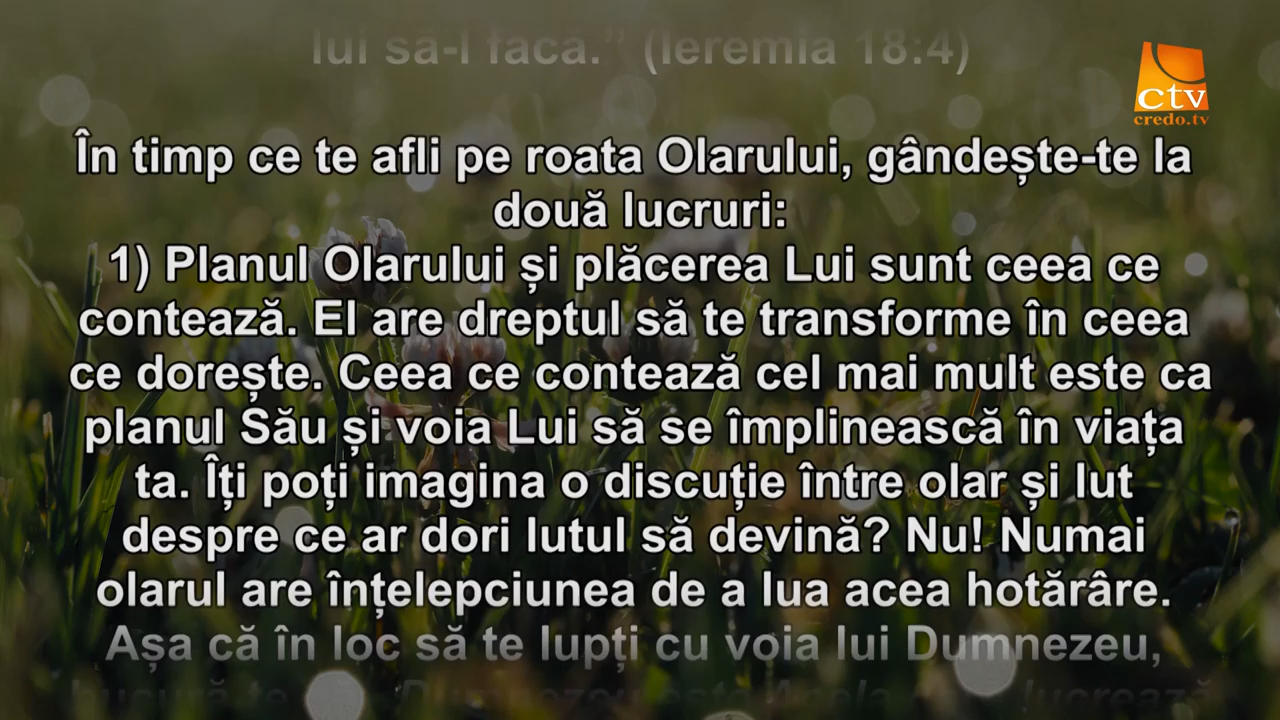 lui să-l facă.” (Ieremia 18:4)
ctv
credo.tv
În timp ce te afli pe roata Olarului, gândește-te la
două lucruri:
1) Planul Olarului și plăcerea Lui sunt ceea ce
contează. El are dreptul să te transforme în ceea
ce dorește. Ceea ce contează cel mai mult este ca
planul Său și voia Lui să se împlinească în viața
ta. Îți poți imagina o discuție între olar și lut
despre ce ar dori lutul să devină? Nu! Numai
olarul are înțelepciunea de a lua acea hotărâre.
Așa că în loc să te lupți cu voia lui Dumnezeu,
Dumnezeu este Acela lucrează